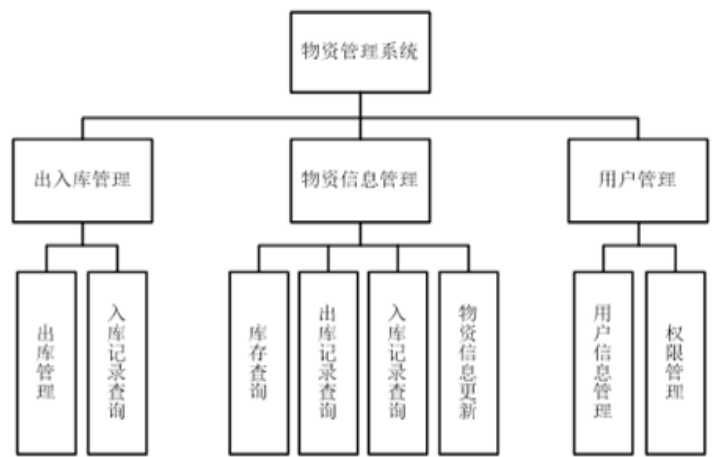 物资管理系统
出入库管理
物资信息管理
用户管理
出库管理
入库记录查询
库存查询
出库记录查询
入库记录查询
物资信息更新
用户信息管理
权限管理